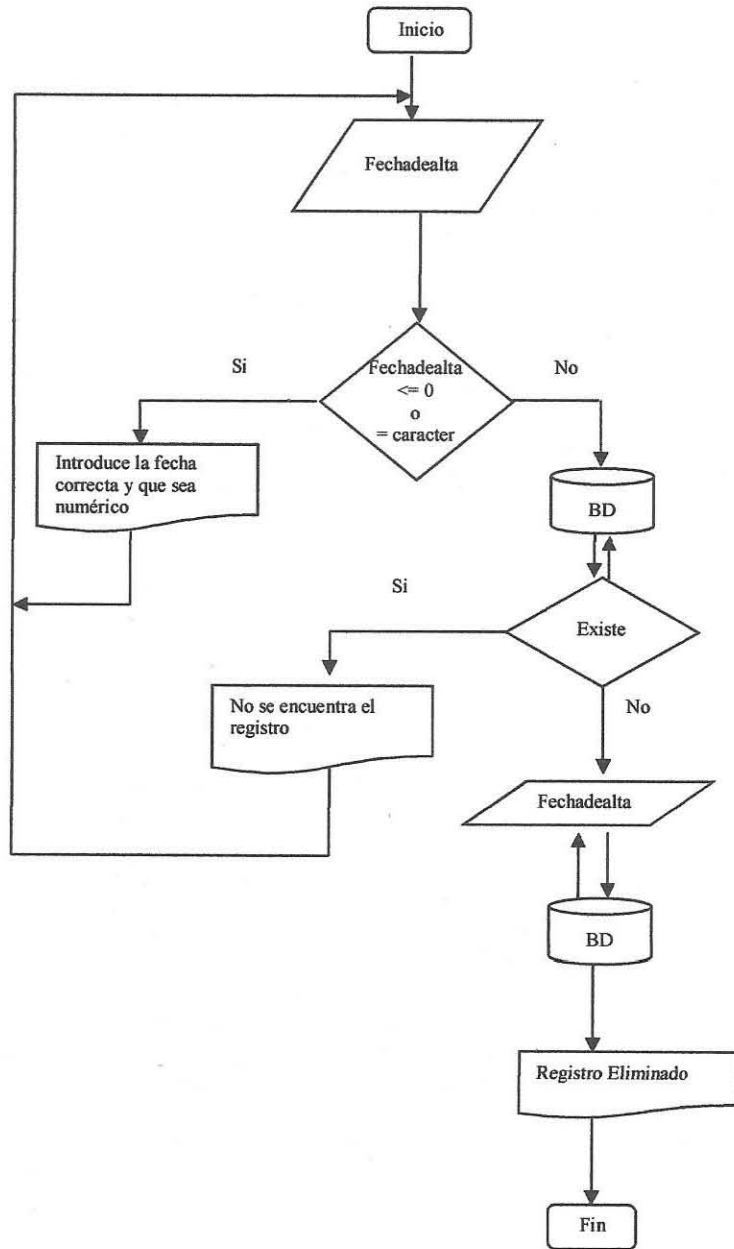 Inicio
Fechadealta
Si
Fechadealta
<= 0
o
= caracter
No
Introduce la fecha
correcta y que sea
numérico
BD
Si
Existe
No se encuentra el
registro
No
Fechadealta
BD
Registro Eliminado
Fin